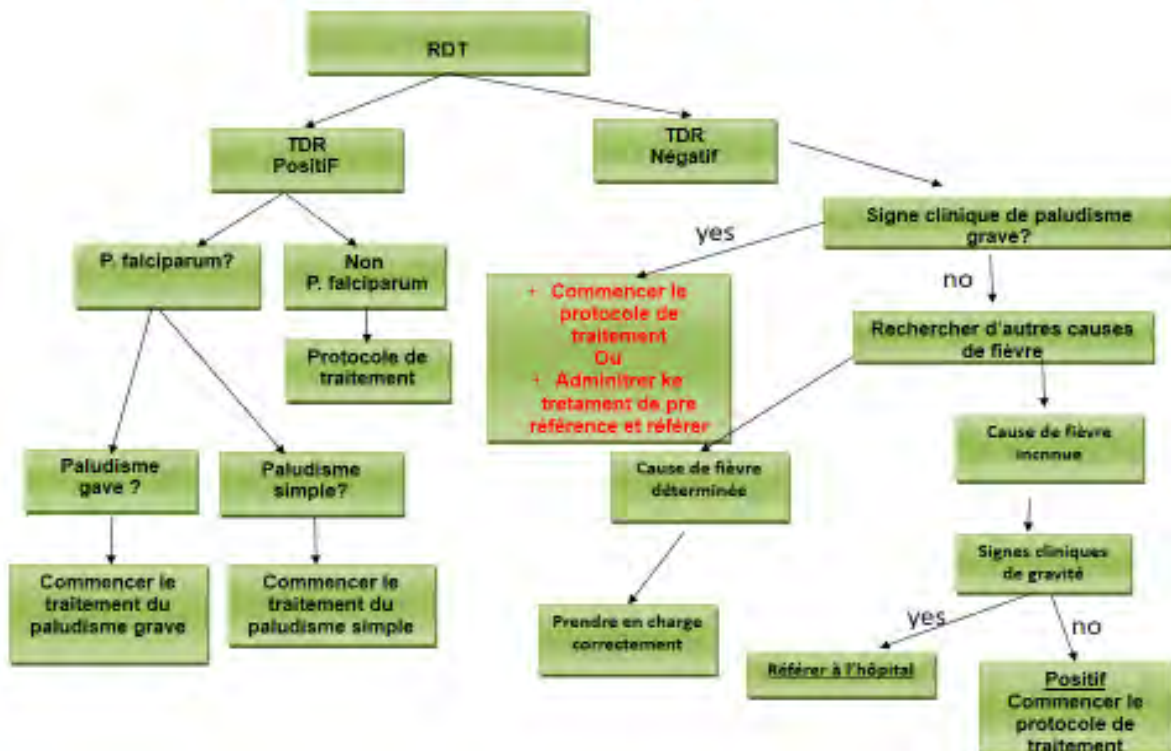 RDT
TDR
PositiF
TDR
Négatif
Signe clinique de paludisme
grave?
yes
no
P. falciparum?
Non
P. falciparum
+ Commencer le
protocole de
traitement
Ou
+ Adminitrer ke
tretament de pre
référence et référer
Rechercher d'autres causes
de fièvre
Protocole de
traitement
Paludisme
gave ?
Paludisme
simple?
Cause de fièvre
déterminée
Cause de fièvre
incnnue
Commencer le
traitement du
paludisme grave
Commencer le
traitement du
paludisme simple
Signes cliniques
de gravité
Prendre en charge
correctement
yes
no
Référer à l'hôpital
Positif
Commencer le
protocole de
traitement